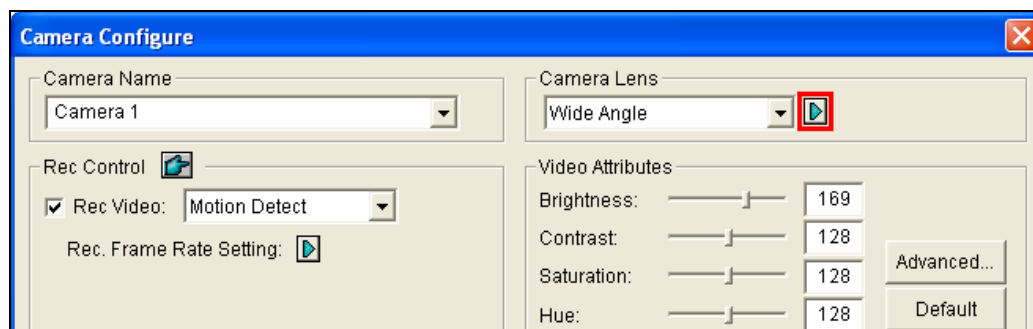 Camera Configure
Camera Name
Camera 1
Camera Lens
Wide Angle
Rec Control
Rec Video: Motion Detect
Rec. Frame Rate Setting:
Video Attributes
Brightness: 169
Contrast: 128
Saturation: 128
Hue: 128
Advanced...
Default